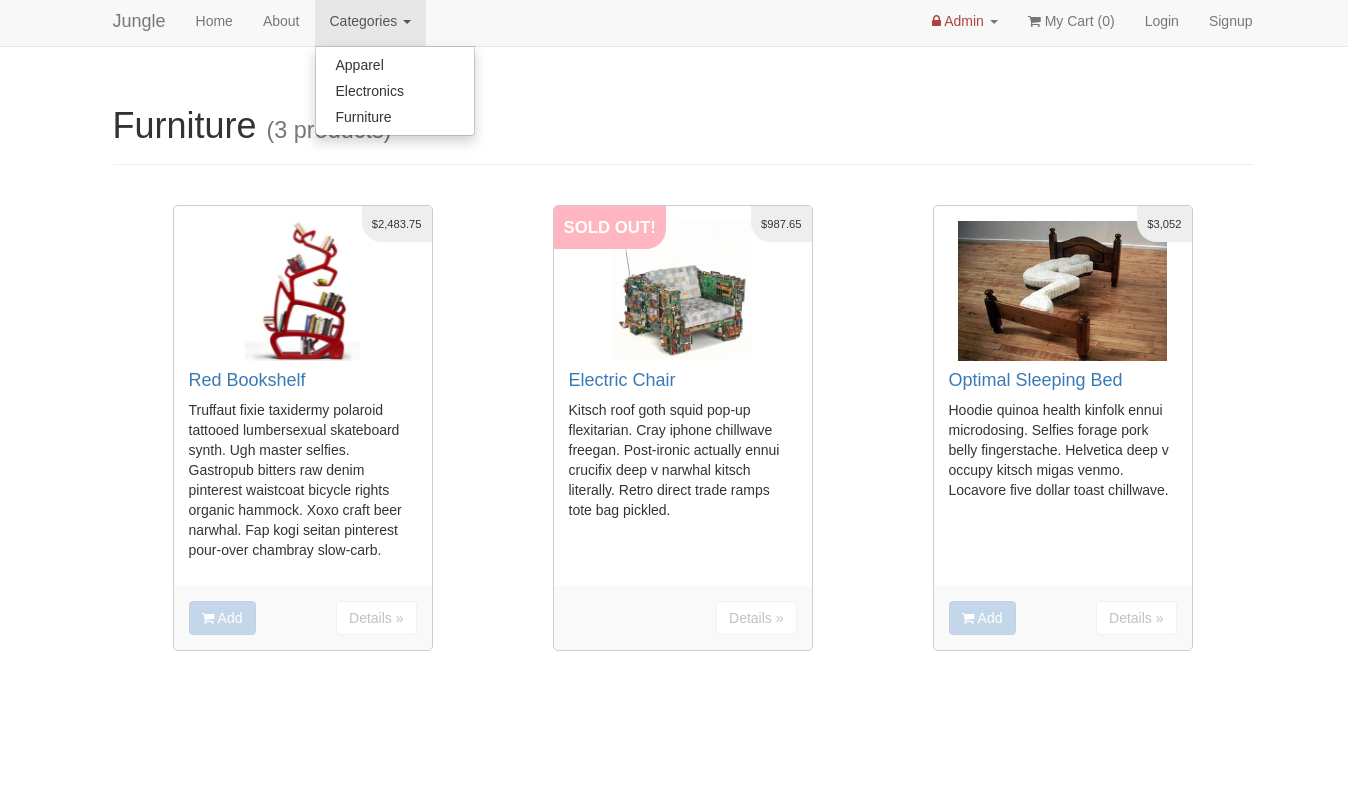 Jungle Home About Categories Admin My Cart (0) Login Signup
Apparel
Electronics
Furniture
Furniture (3 products)
$2,483.75
Red Bookshelf
Truffaut fixie taxidermy polaroid
tattooed lumbersexual skateboard
synth. Ugh master selfies.
Gastropub bitters raw denim
pinterest waistcoat bicycle rights
organic hammock. Xoxo craft beer
narwhal. Fap kogi seitan pinterest
pour-over chambray slow-carb.
Add Details »
SOLD OUT! $987.65
Electric Chair
Kitsch roof goth squid pop-up
flexitarian. Cray iphone chillwave
freegan. Post-ironic actually ennui
crucifix deep v narwhal kitsch
literally. Retro direct trade ramps
tote bag pickled.
Details »
$3,052
Optimal Sleeping Bed
Hoodie quinoa health kinfolk ennui
microdosing. Selfies forage pork
belly fingerstache. Helvetica deep v
occupy kitsch migas venmo.
Locavore five dollar toast chillwave.
Add Details »